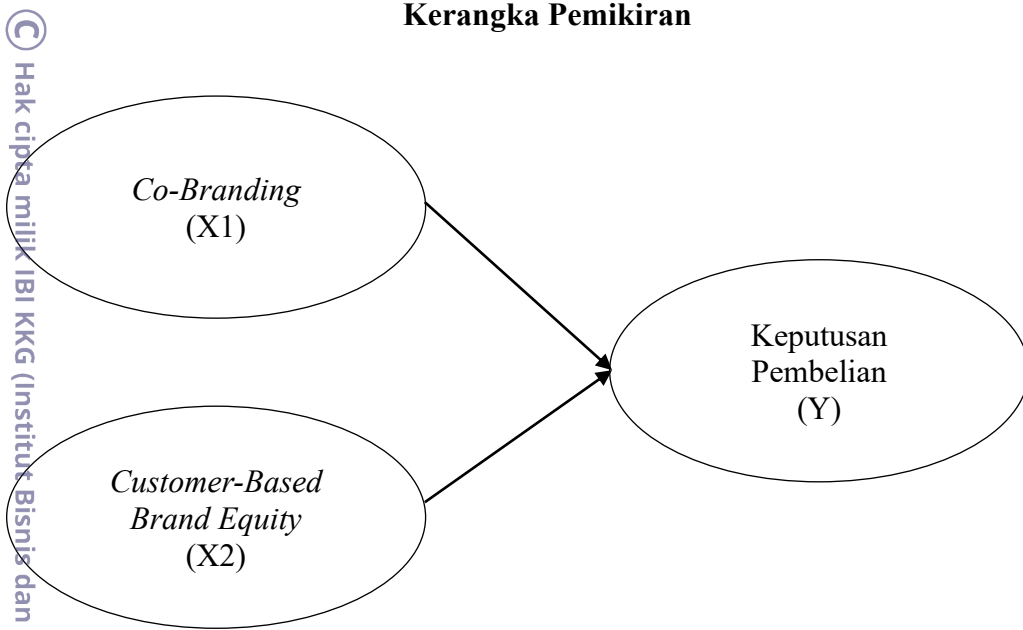 Kerangka Pemikiran
© Hak cipta milik IBI KKG (Institut Bisnis dan
Co-Branding
(X1)
Keputusan
Pembelian
(Y)
Customer-Based
Brand Equity
(X2)